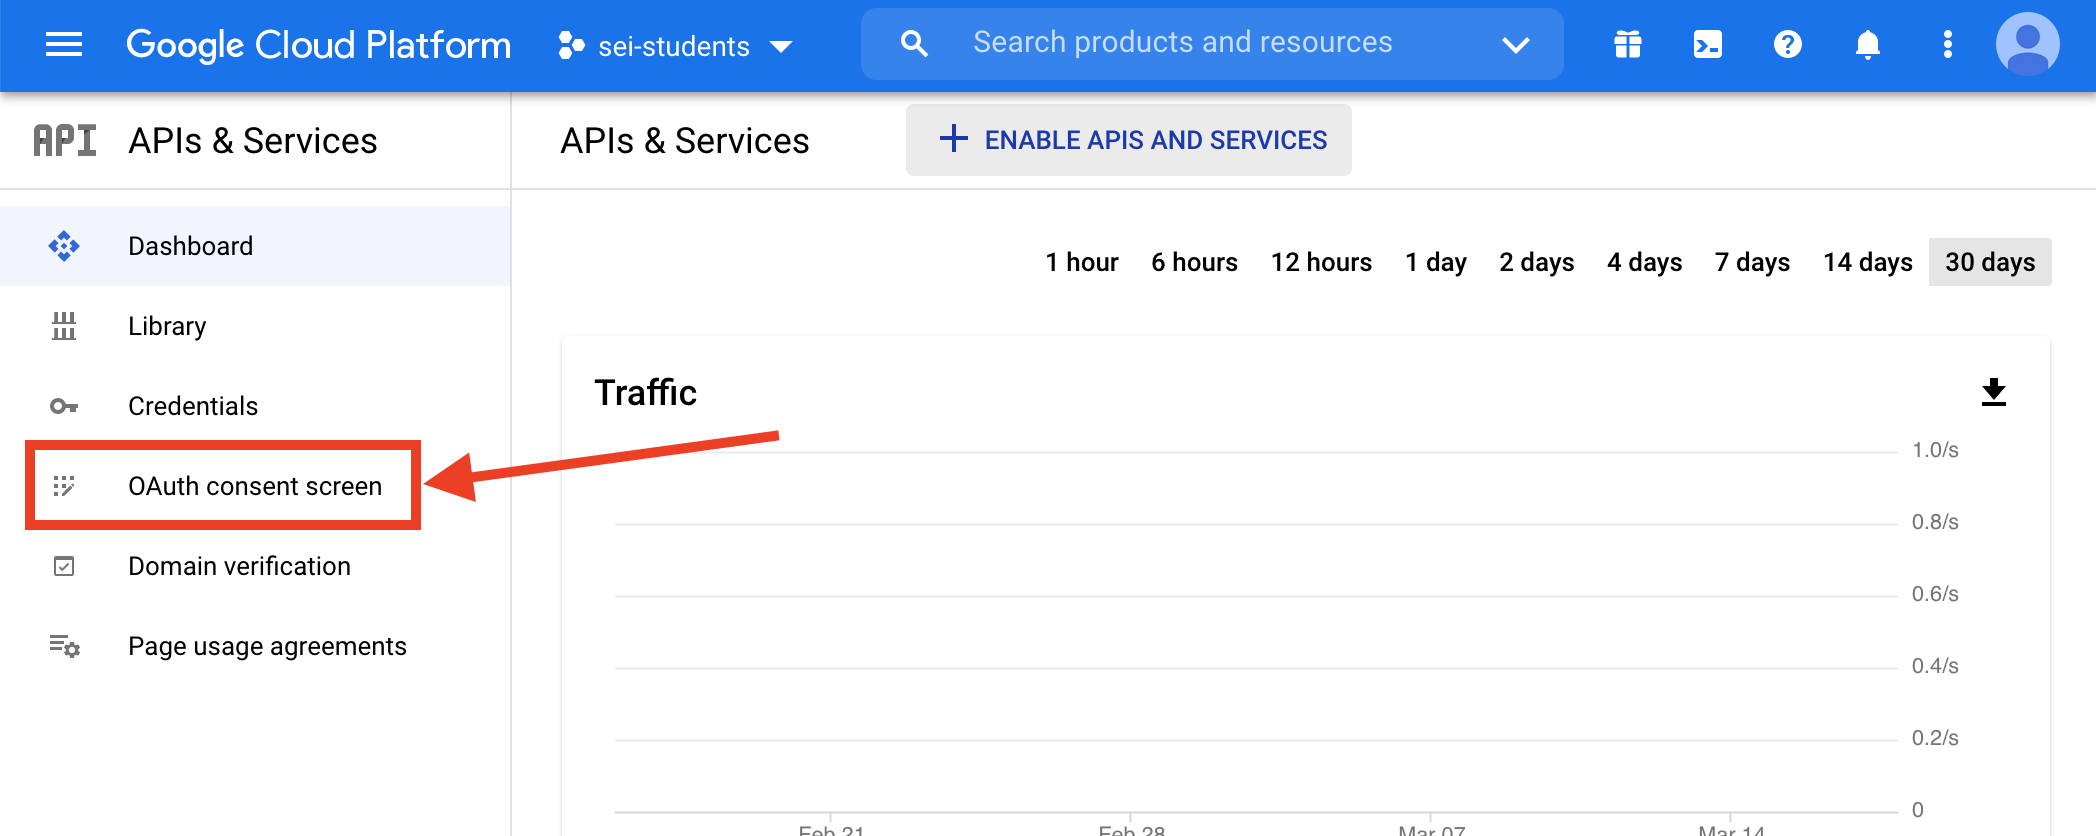 Google Cloud Platform
sei-students
Search products and resources
API
APIs & Services
APIs & Services
ENABLE APIS AND SERVICES
Dashboard
Library
Credentials
OAuth consent screen
Domain verification
Page usage agreements
1 hour 6 hours 12 hours 1 day 2 days 4 days 7 days 14 days 30 days
Traffic
1.0/s
0.8/s
0.6/s
0.4/s
0.2/s
0
Feb 21 Feb 28 Mar 07 Mar 14